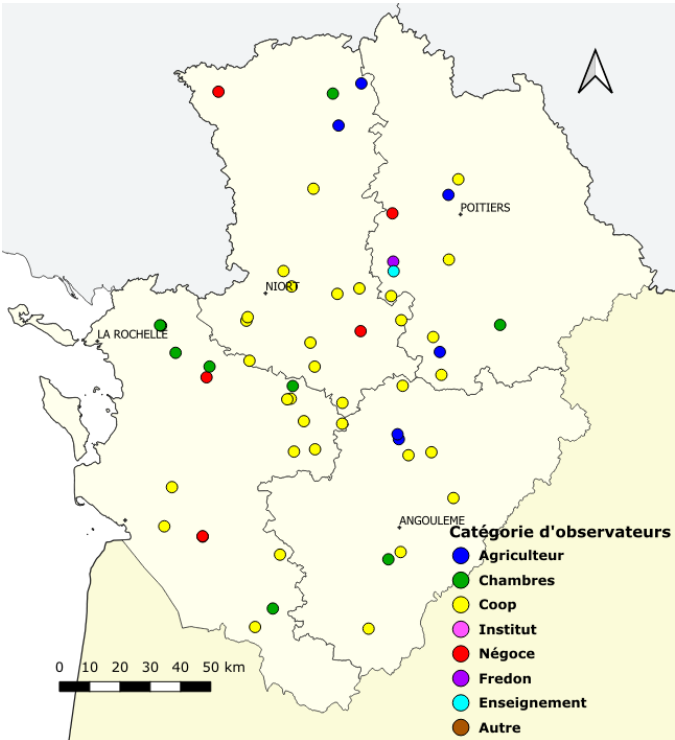 POITIERS
NIORT
LA ROCHELLE
ANGOULEME
Catégorie d'observateurs
Agriculteur
Chambres
Coop
Institut
Négoce
Fredon
Enseignement
Autre
0 10 20 30 40 50 km